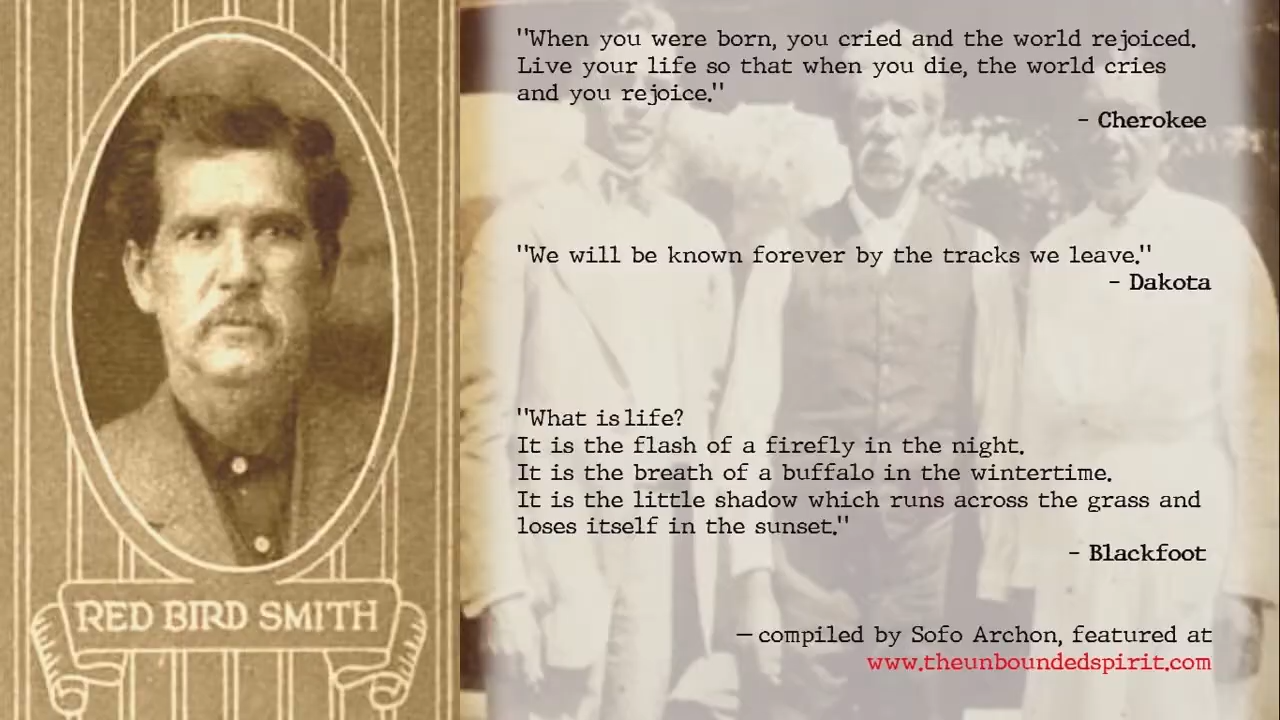 RED BIRD SMITH
"When you were born, you cried and the world rejoiced.
Live your life so that when you die, the world cries
and you rejoice."
- Cherokee
"We will be known forever by the tracks we leave."
- Dakota
"What is life?
It is the flash of a firefly in the night.
It is the breath of a buffalo in the wintertime.
It is the little shadow which runs across the grass and
loses itself in the sunset."
- Blackfoot
— compiled by Sofo Archon, featured at
www.theunboundedspirit.com